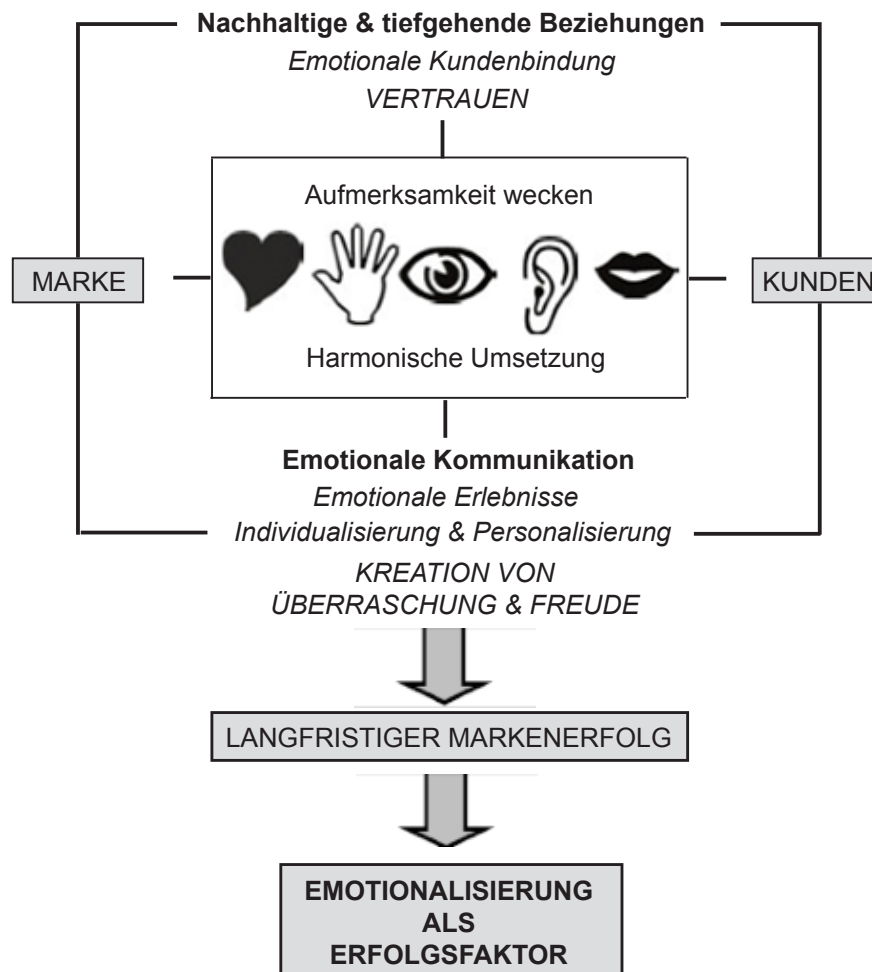 Nachhaltige & tiefgehende Beziehungen
Emotionale Kundenbindung
VERTRAUEN
Aufmerksamkeit wecken
MARKE
KUNDEN
Harmonische Umsetzung
Emotionale Kommunikation
Emotionale Erlebnisse
Individualisierung & Personalisierung
KREATION VON
ÜBERRASCHUNG & FREUDE
LANGFRISTIGER MARKENERFOLG
EMOTIONALISIERUNG
ALS
ERFOLGSFAKTOR